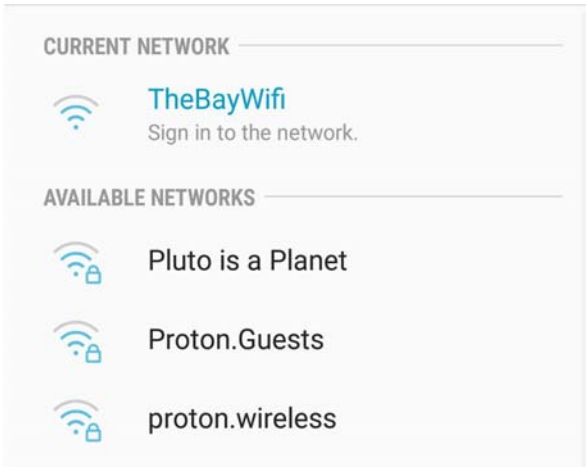 CURRENT NETWORK
TheBayWifi
Sign in to the network.
AVAILABLE NETWORKS
Pluto is a Planet
Proton.Guests
proton.wireless